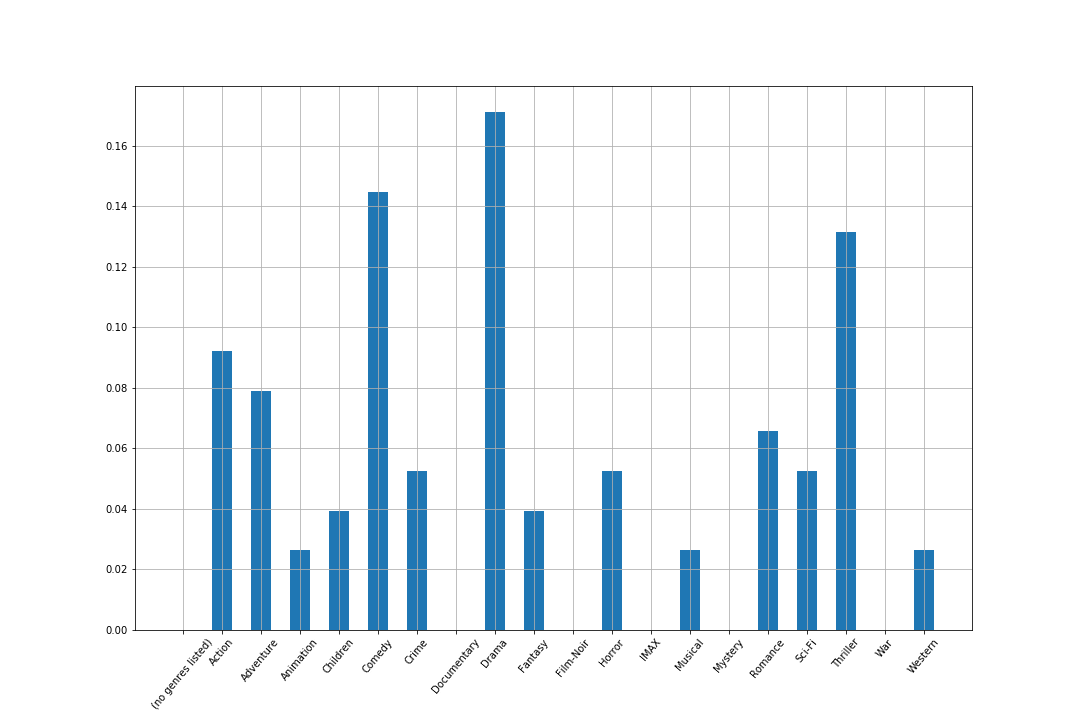 0.16
0.14
0.12
0.10
0.08
0.06
0.04
0.02
0.00
(no genres listed)
Action
Adventure
Animation
Children
Comedy
Crime
Documentary
Drama
Fantasy
Film-Noir
Horror
IMAX
Musical
Mystery
Romance
Sci-Fi
Thriller
War
Western